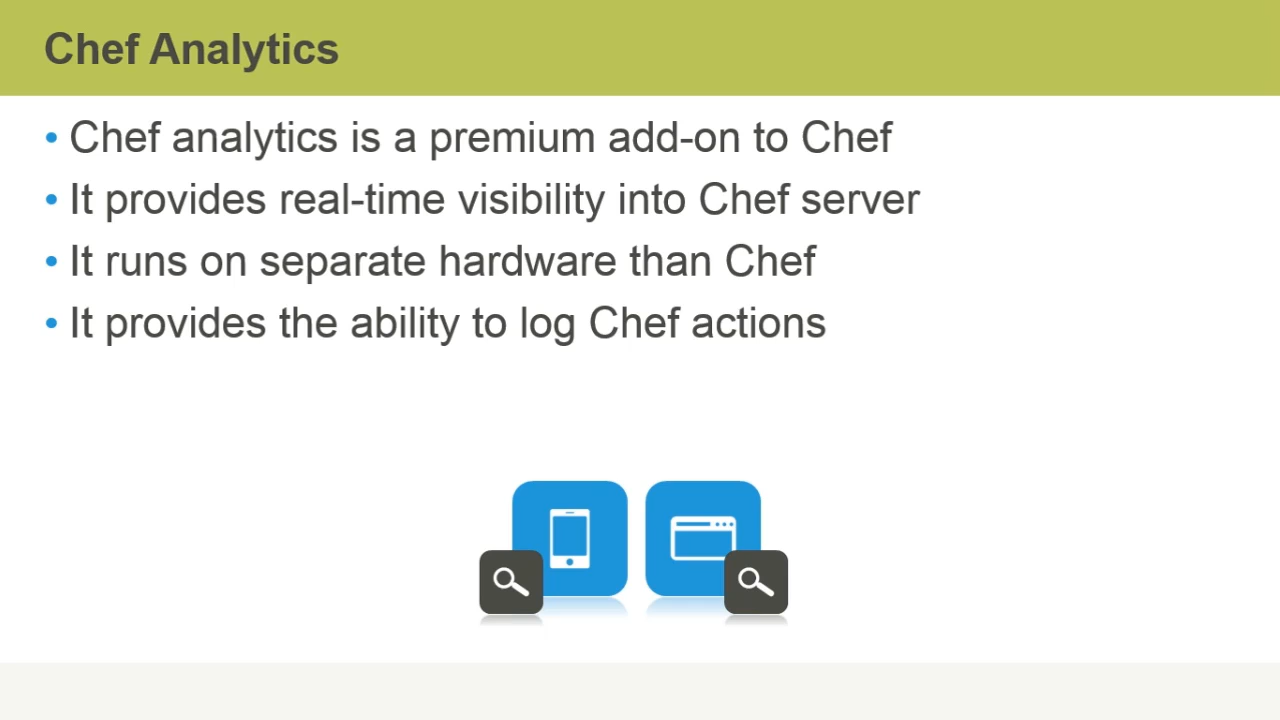 Chef Analytics
• Chef analytics is a premium add-on to Chef
• It provides real-time visibility into Chef server
• It runs on separate hardware than Chef
• It provides the ability to log Chef actions